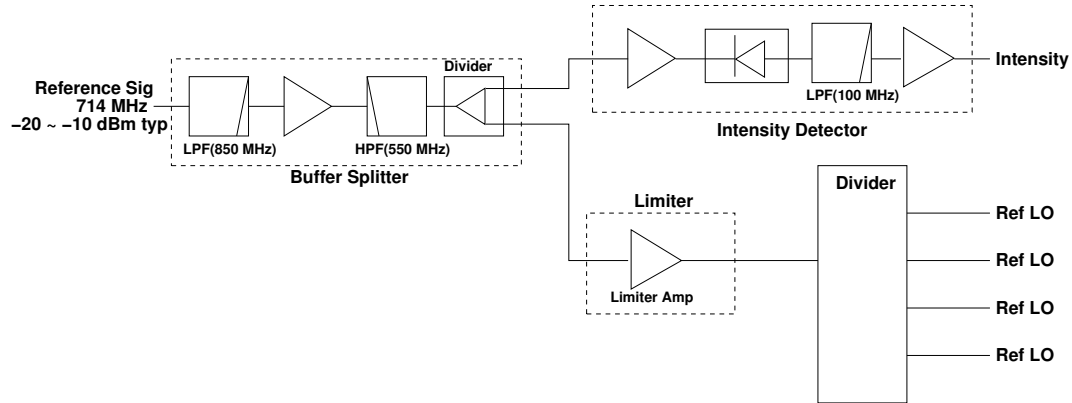 Reference Sig
714 MHz
−20 ~ −10 dBm typ
LPF(850 MHz)
HPF(550 MHz)
Divider
Buffer Splitter
LPF(100 MHz)
Intensity
Intensity Detector
Limiter
Limiter Amp
Divider
Ref LO
Ref LO
Ref LO
Ref LO